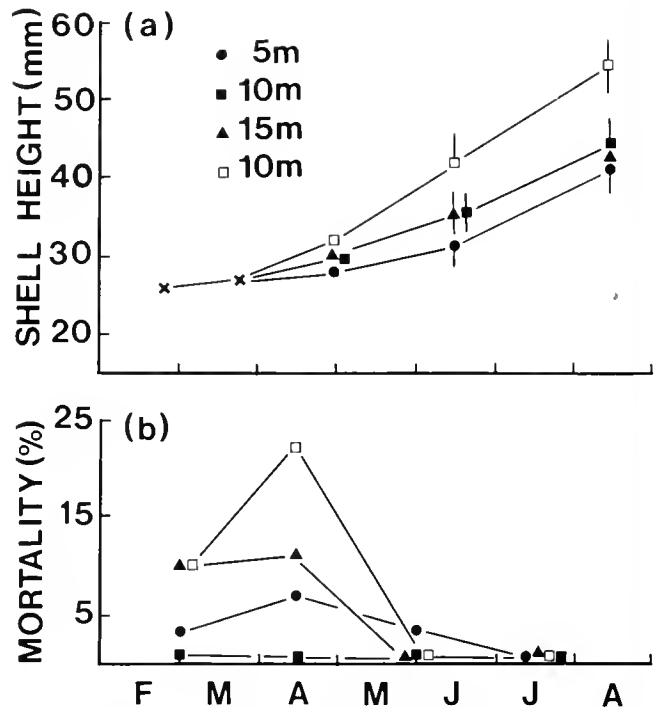 (a)
SHELL HEIGHT (mm)
60
50
40
30
20
5m
10m
15m
10m
(b)
MORTALITY (%)
25
15
5
F M A M J J A